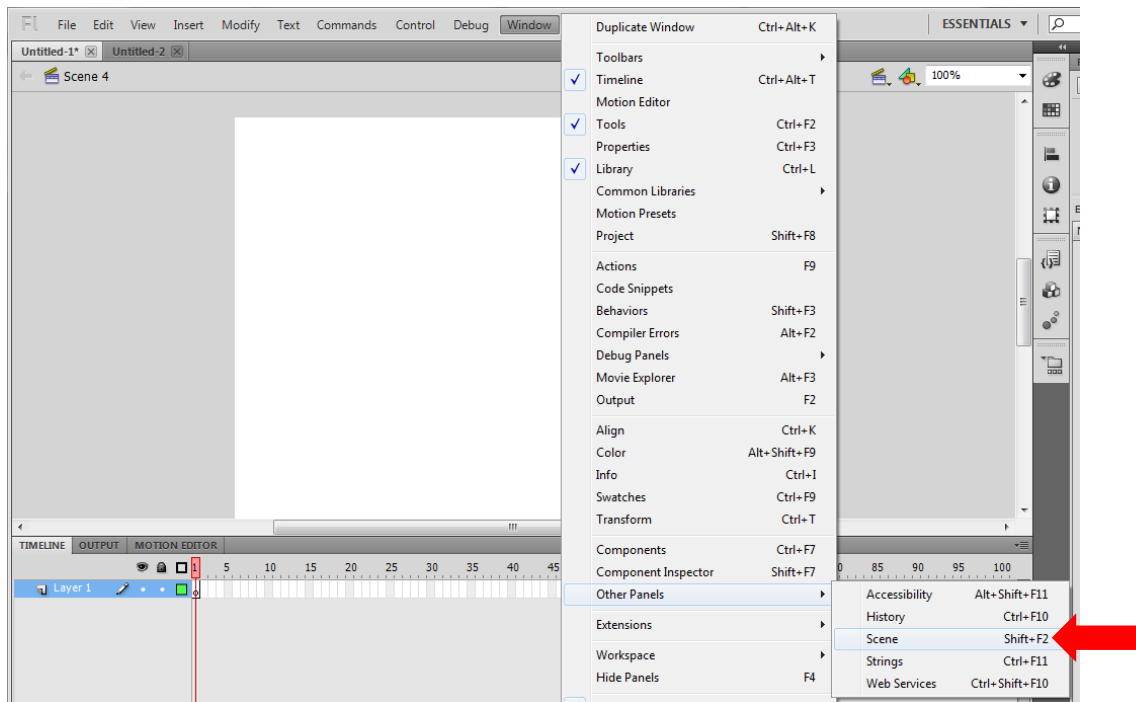 Fl File Edit View Insert Modify Text Commands Control Debug Window
ESSENTIALS
Untitled-1* Untitled-2
Scene 4
100%
Duplicate Window Ctrl+Alt+K
Toolbars
Timeline Ctrl+Alt+T
Motion Editor
Tools Ctrl+F2
Properties Ctrl+F3
Library Ctrl+L
Common Libraries
Motion Presets
Project Shift+F8
Actions F9
Code Snippets
Behaviors Shift+F3
Compiler Errors Alt+F2
Debug Panels
Movie Explorer Alt+F3
Output F2
Align Ctrl+K
Color Alt+Shift+F9
Info Ctrl+I
Swatches Ctrl+F9
Transform Ctrl+T
Components Ctrl+F7
Component Inspector Shift+F7
Other Panels
Extensions
Workspace
Hide Panels F4
Accessibility Alt+Shift+F11
History Ctrl+F10
Scene Shift+F2
Strings Ctrl+F11
Web Services Ctrl+Shift+F10
TIMELINE OUTPUT MOTION EDITOR
1 5 10 15 20 25 30 35 40 45 85 90 95 100
Layer 1